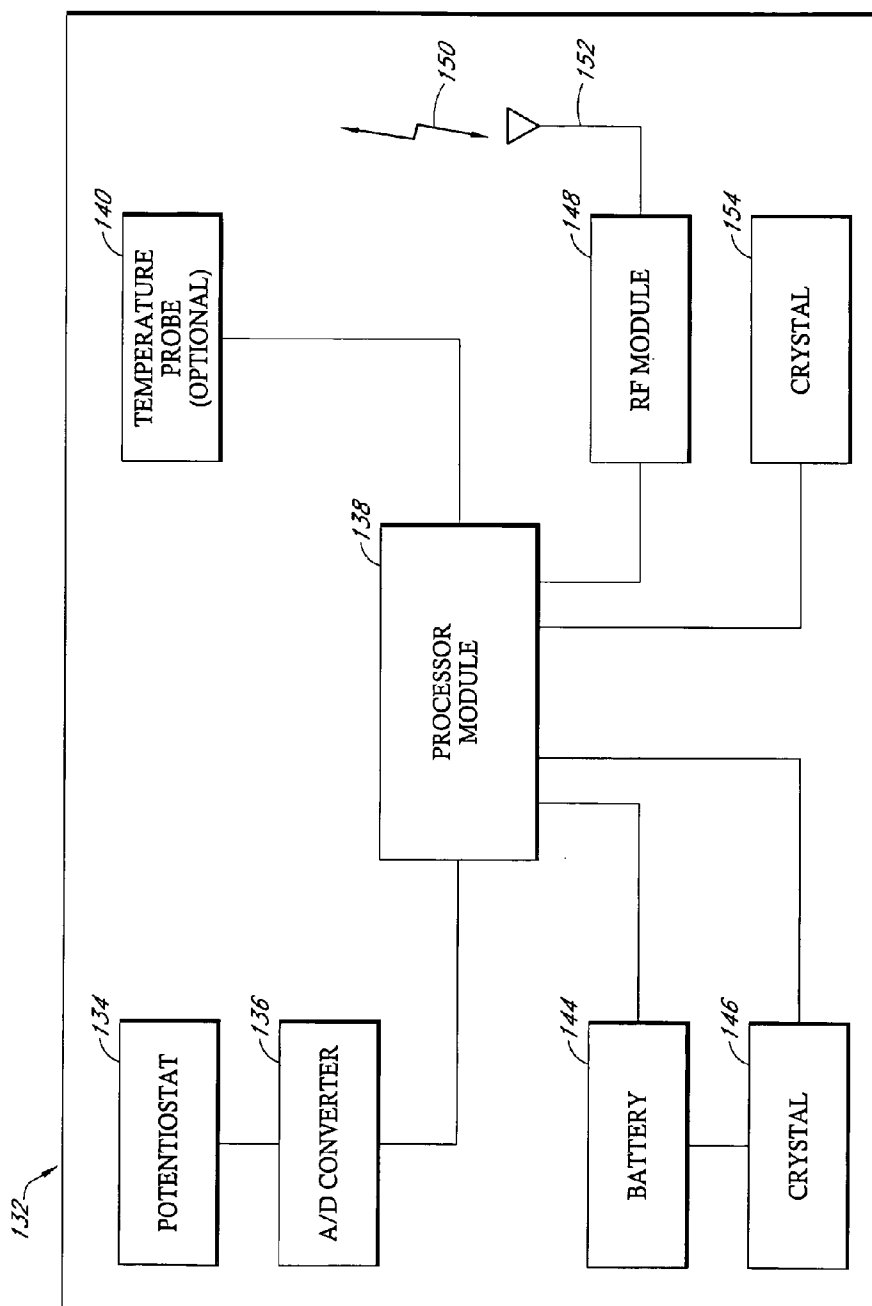 132
134
POTENTIOSTAT
136
A/D CONVERTER
138
PROCESSOR
MODULE
140
TEMPERATURE
PROBE
(OPTIONAL)
144
BATTERY
146
CRYSTAL
148
RF MODULE
150
152
154
CRYSTAL